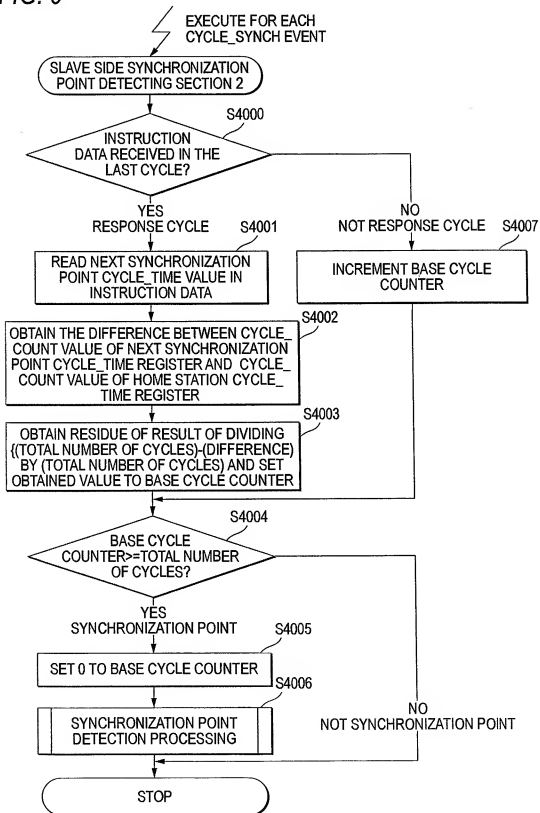 EXECUTE FOR EACH
CYCLE_SYNCH EVENT
SLAVE SIDE SYNCHRONIZATION
POINT DETECTING SECTION 2
S4000
INSTRUCTION
DATA RECEIVED IN THE
LAST CYCLE?
YES
RESPONSE CYCLE
NO
NOT RESPONSE CYCLE
S4001
READ NEXT SYNCHRONIZATION
POINT CYCLE_TIME VALUE IN
INSTRUCTION DATA
S4007
INCREMENT BASE CYCLE
COUNTER
S4002
OBTAIN THE DIFFERENCE BETWEEN CYCLE_
COUNT VALUE OF NEXT SYNCHRONIZATION
POINT CYCLE_TIME REGISTER AND CYCLE_
COUNT VALUE OF HOME STATION CYCLE_
TIME REGISTER
S4003
OBTAIN RESIDUE OF RESULT OF DIVIDING
{(TOTAL NUMBER OF CYCLES)-(DIFFERENCE)
BY (TOTAL NUMBER OF CYCLES) AND SET
OBTAINED VALUE TO BASE CYCLE COUNTER
S4004
BASE CYCLE
COUNTER>=TOTAL NUMBER
OF CYCLES?
YES
SYNCHRONIZATION POINT
S4005
SET 0 TO BASE CYCLE COUNTER
S4006
SYNCHRONIZATION POINT
DETECTION PROCESSING
NO
NOT SYNCHRONIZATION POINT
STOP